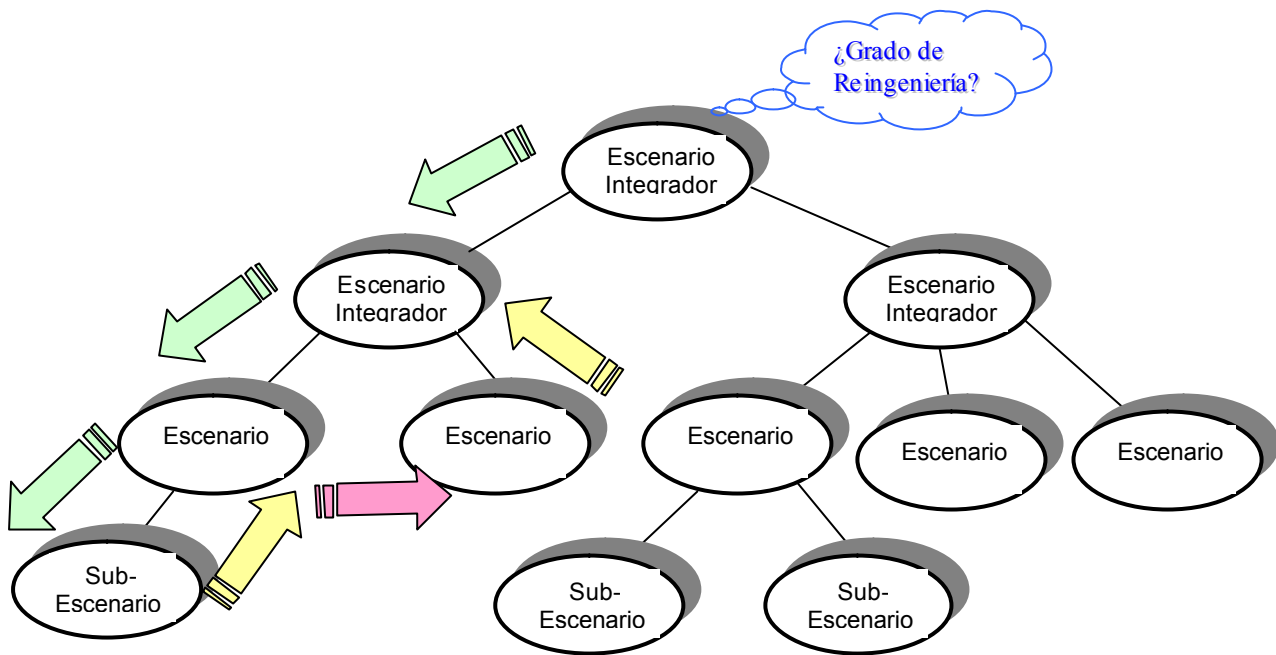 ¿Grado de
Reingeniería?
Escenario
Integrador
Escenario
Integrador
Escenario
Integrador
Escenario
Escenario
Escenario
Escenario
Escenario
Sub-
Escenario
Sub-
Escenario
Sub-
Escenario